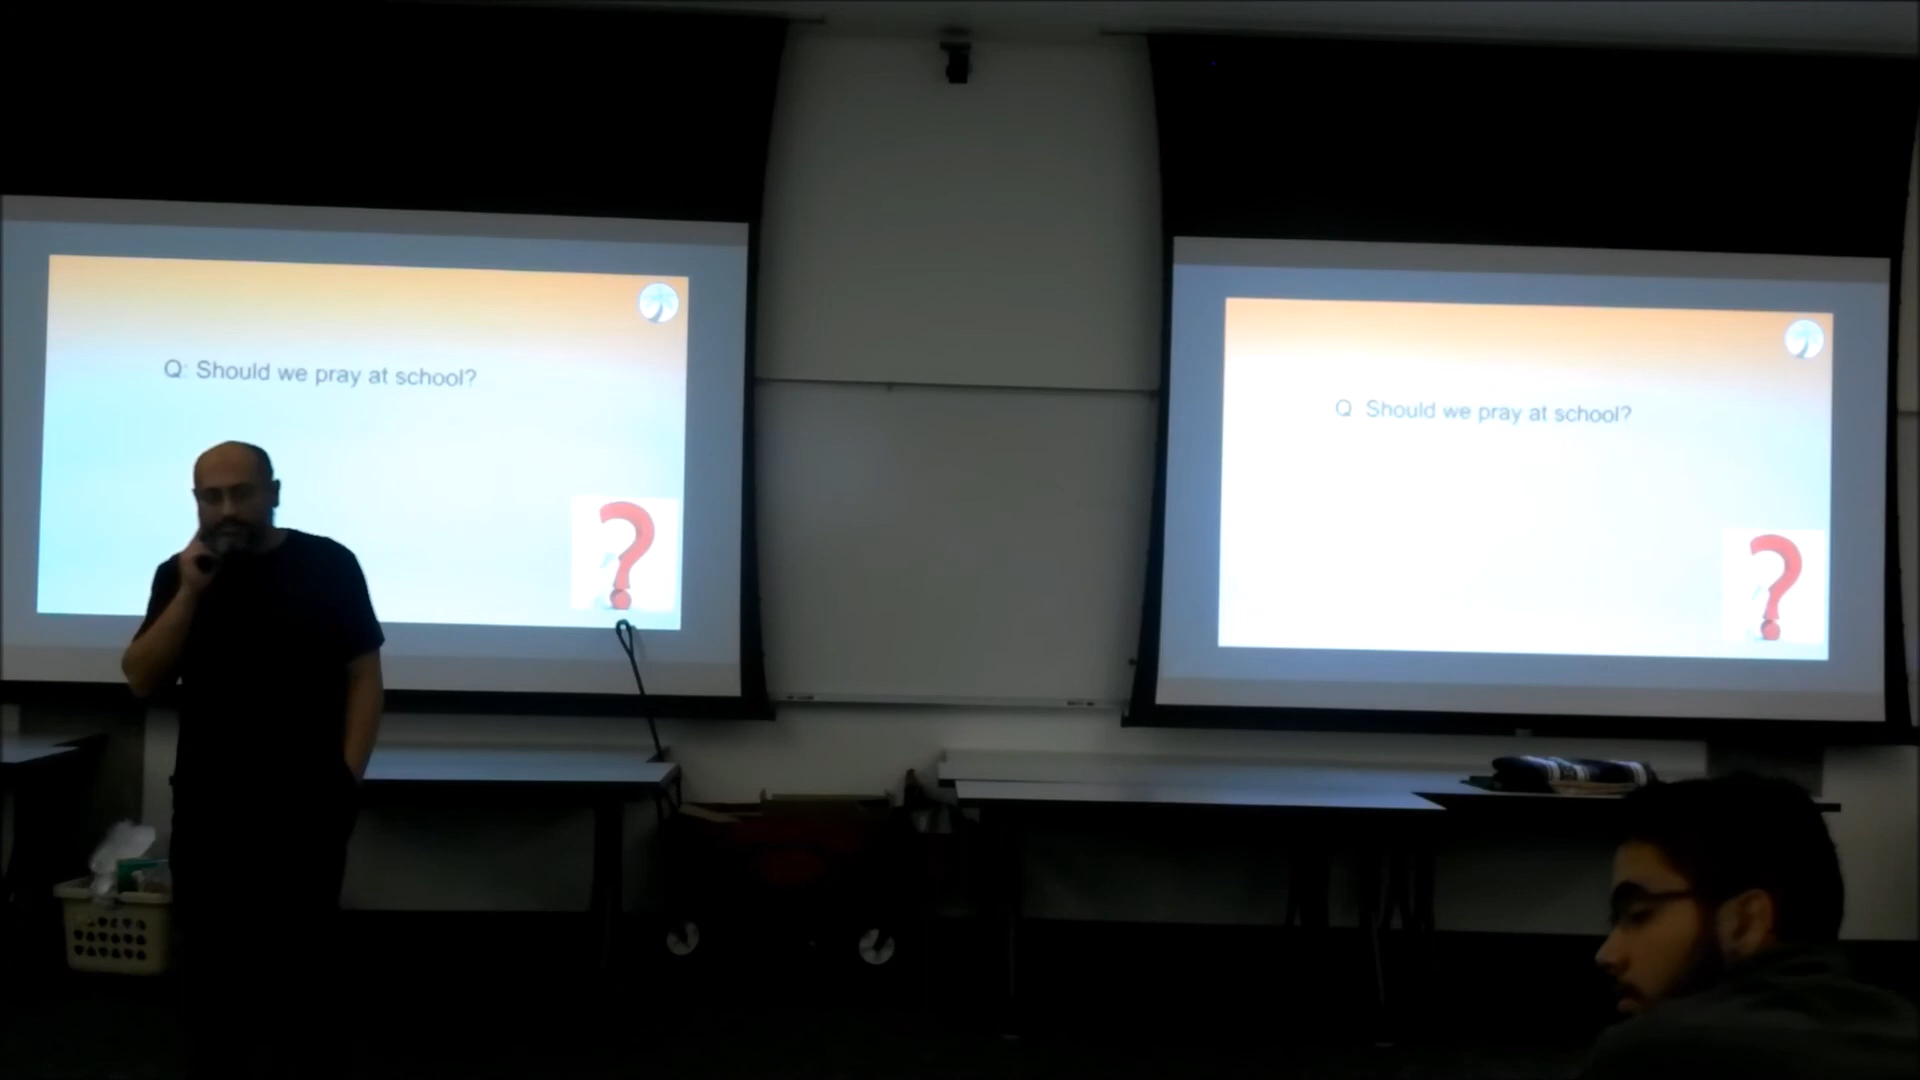 Q: Should we pray at school?
?
Q Should we pray at school?
?